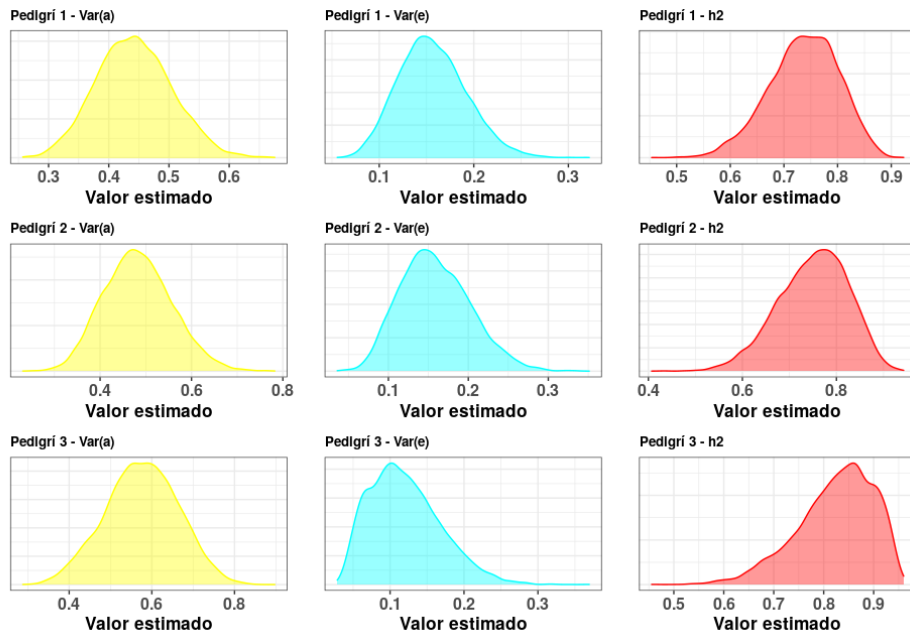 Pedigrí 1 - Var(a) Pedigrí 1 - Var(e) Pedigrí 1 - h2
0.3 0.4 0.5 0.6 0.1 0.2 0.3 0.5 0.6 0.7 0.8 0.9
Valor estimado Valor estimado Valor estimado
Pedigrí 2 - Var(a) Pedigrí 2 - Var(e) Pedigrí 2 - h2
0.4 0.6 0.8 0.1 0.2 0.3 0.4 0.6 0.8
Valor estimado Valor estimado Valor estimado
Pedigrí 3 - Var(a) Pedigrí 3 - Var(e) Pedigrí 3 - h2
0.4 0.6 0.8 0.1 0.2 0.3 0.5 0.6 0.7 0.8 0.9
Valor estimado Valor estimado Valor estimado